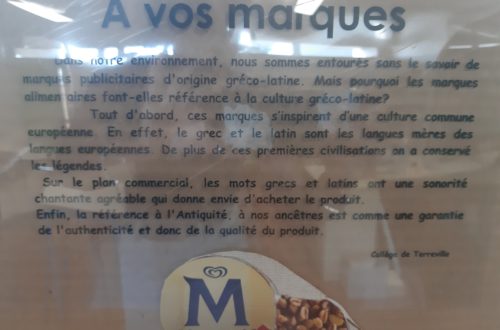 A vos marques
Dans notre environnement, nous sommes entourés sans le savoir de
marques publicitaires d'origine gréco-latine. Mais pourquoi les marques
alimentaires font-elles référence à la culture gréco-latine?
Tout d'abord, ces marques s'inspirent d'une culture commune
européenne. En effet, le grec et le latin sont les langues mères des
langues européennes. De plus de ces premières civilisations on a conservé
les légendes.
Sur le plan commercial, les mots grecs et latins ont une sonorité
chantante agréable qui donne envie d'acheter le produit.
Enfin, la référence à l'Antiquité, à nos ancêtres est comme une garantie
de l'authenticité et donc de la qualité du produit.
Collège de Terreville
M